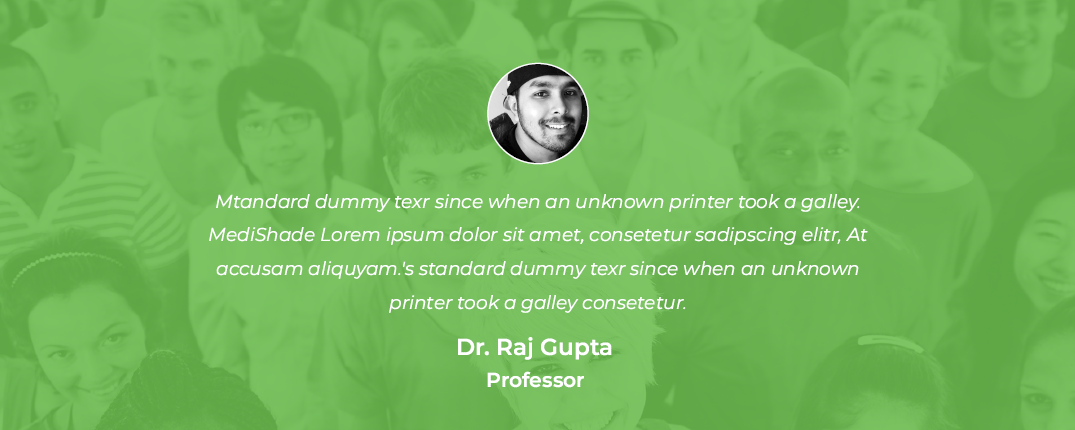 Mtandard dummy texr since when an unknown printer took a galley.
MediShade Lorem ipsum dolor sit amet, consetetur sadipscing elitr, At
accusam aliquyam.'s standard dummy texr since when an unknown
printer took a galley consetetur.
Dr. Raj Gupta
Professor